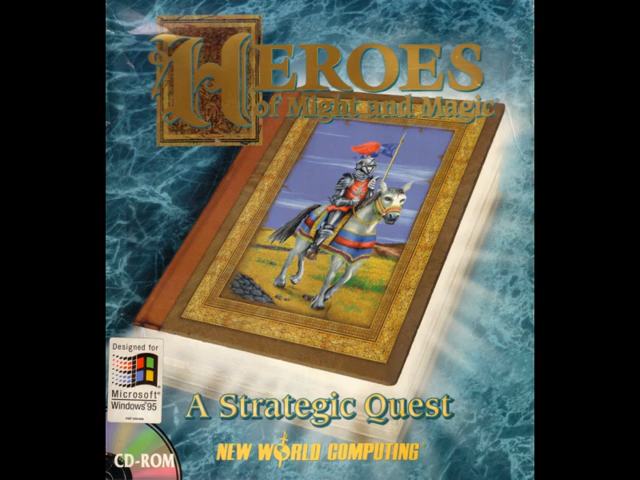 HEROES
of Might and Magic
Designed for
Microsoft®
Windows®95
A Strategic Quest
NEW WORLD COMPUTING
CD-ROM